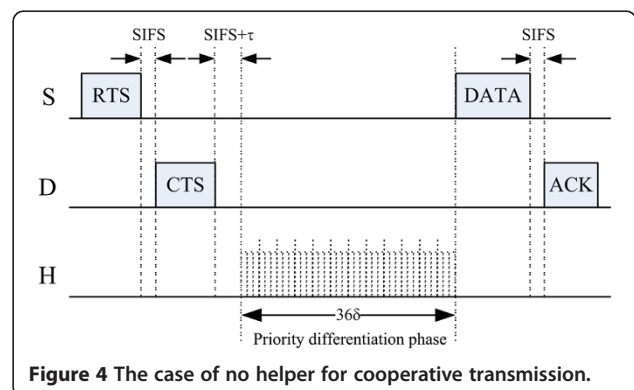 SIFS SIFS+τ SIFS
S RTS DATA
D CTS ACK
H
36δ
Priority differentiation phase
Figure 4 The case of no helper for cooperative transmission.